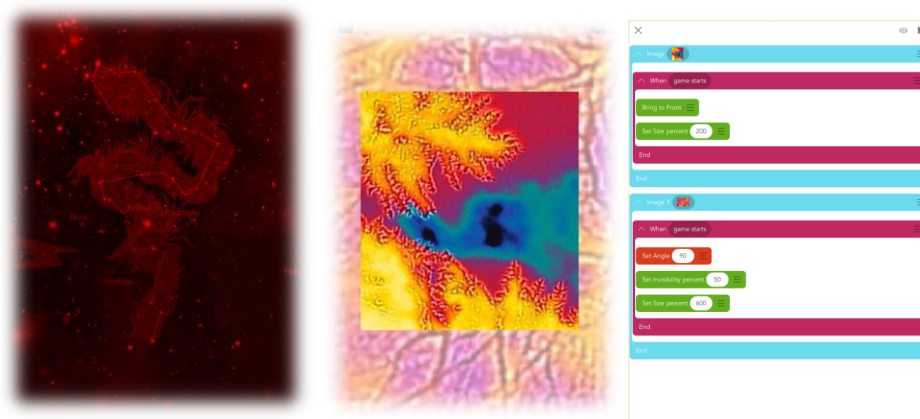 Image
When game starts
Bring to Front
Set Size percent 200
End
End
Image 3
When game starts
Set Angle 90
Set Invisibility percent 50
Set Size percent 600
End
End